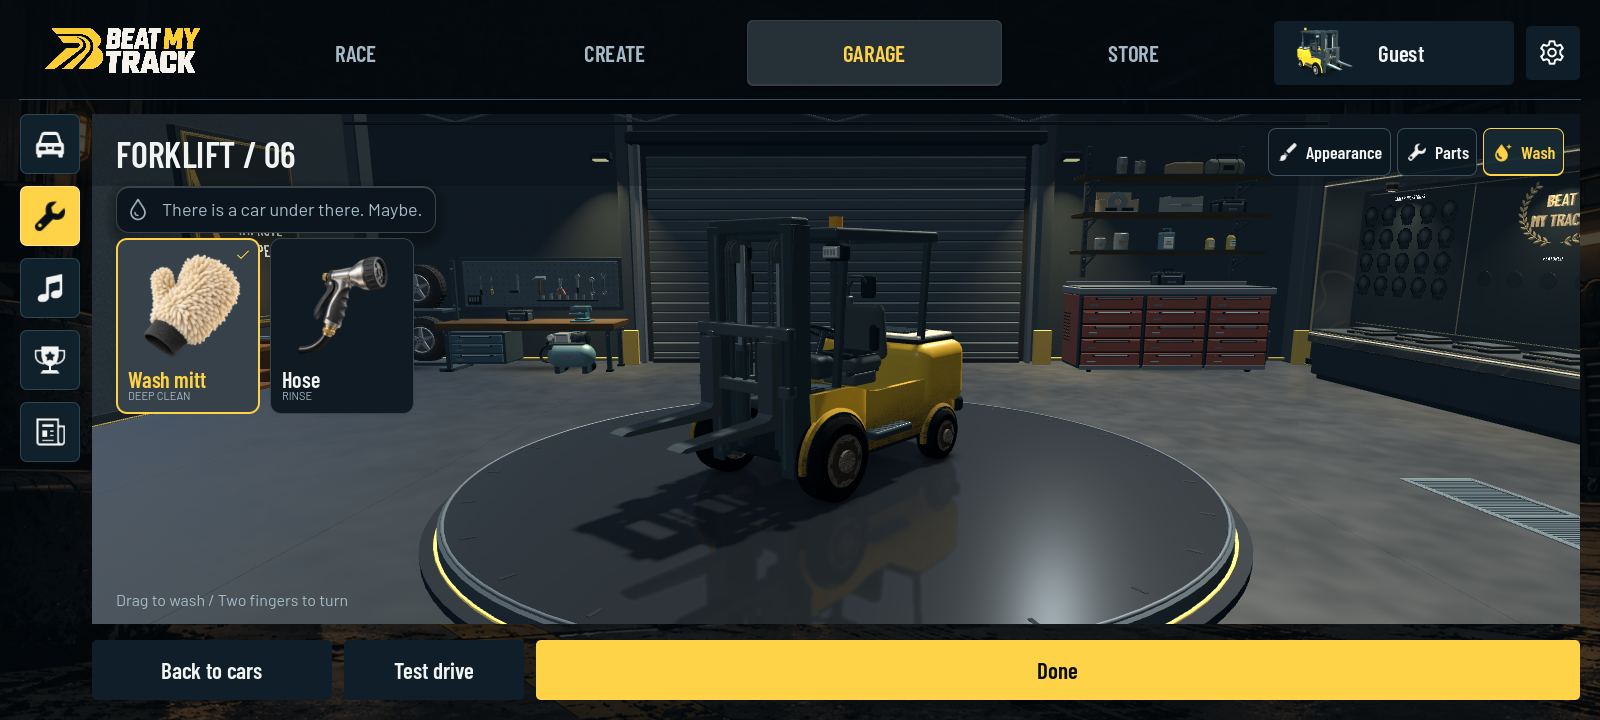 BEAT MY
TRACK
RACE
CREATE
GARAGE
STORE
Guest
FORKLIFT / 06
Appearance
Parts
Wash
There is a car under there. Maybe.
BEAT
MY TRAC
Wash mitt
DEEP CLEAN
Hose
RINSE
Drag to wash / Two fingers to turn
Back to cars
Test drive
Done